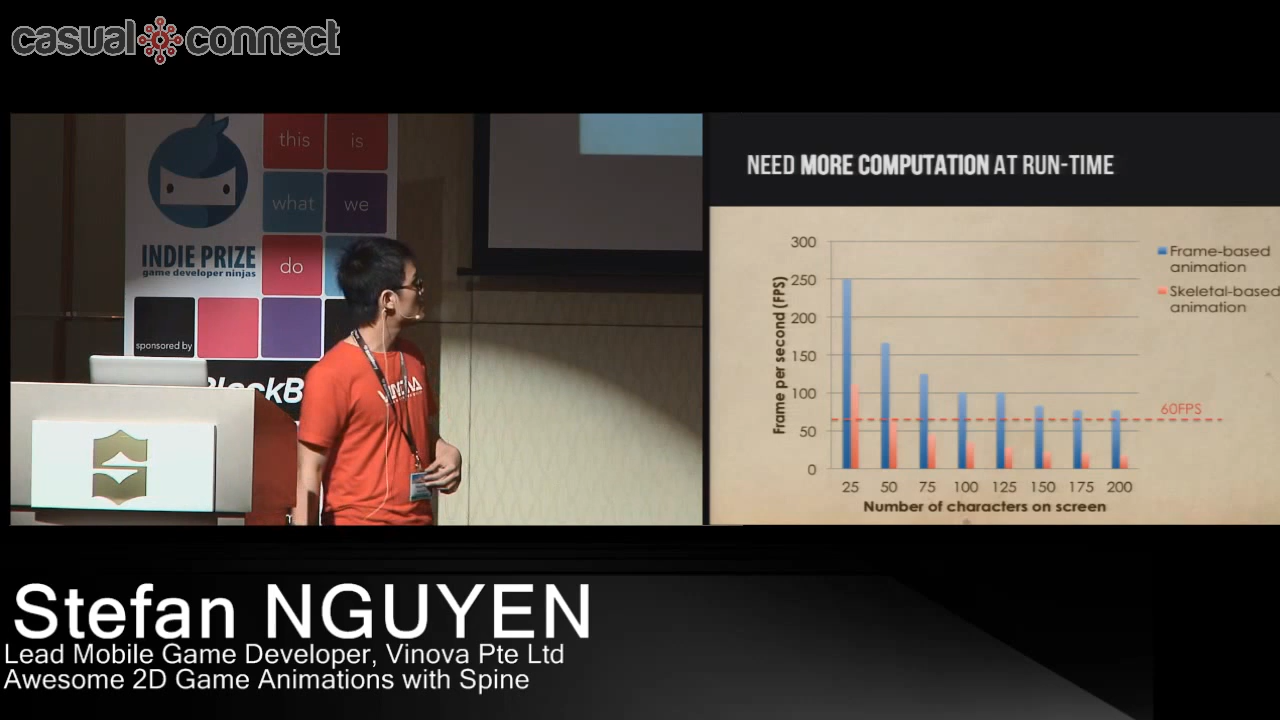 casual connect
this is
what we
do
INDIE PRIZE
game developer ninjas
sponsored by
BlackB
NEED MORE COMPUTATION AT RUN-TIME
Frame per second (FPS)
300
250
200
150
100
50
0
25 50 75 100 125 150 175 200
Number of characters on screen
Frame-based
animation
Skeletal-based
animation
60FPS
Stefan NGUYEN
Lead Mobile Game Developer, Vinova Pte Ltd
Awesome 2D Game Animations with Spine